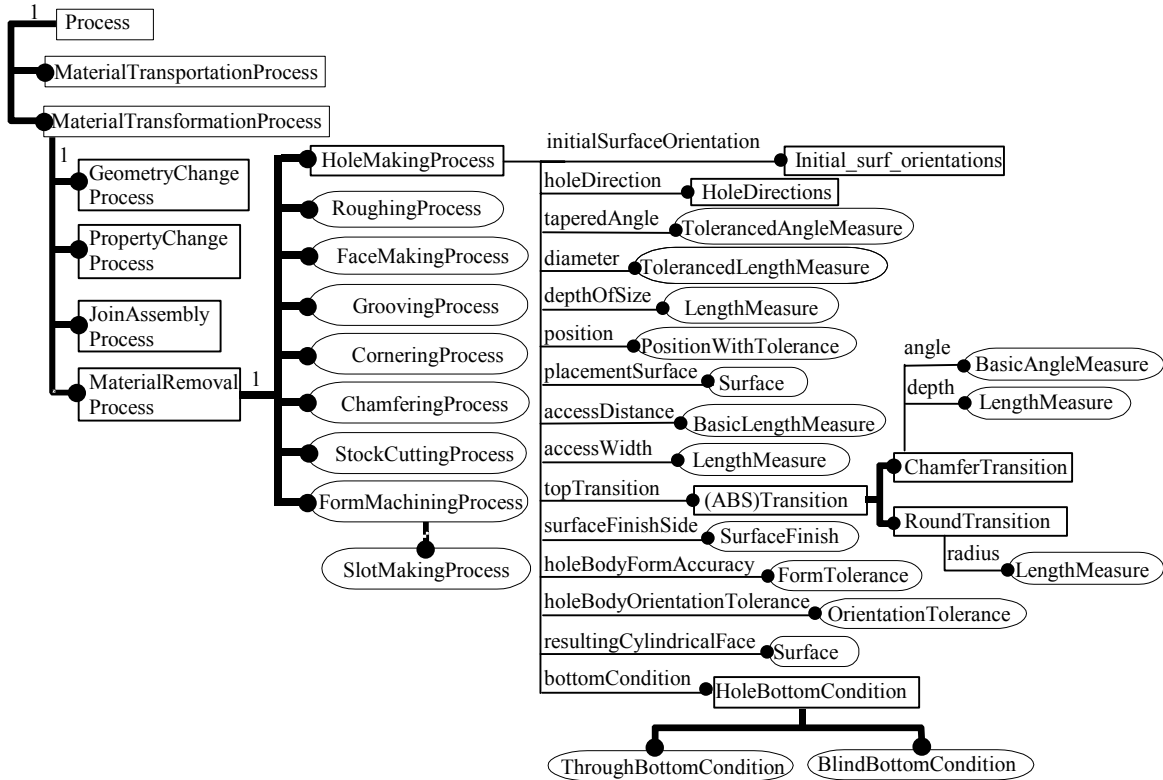 1
Process
MaterialTransportationProcess
MaterialTransformationProcess
1
GeometryChange
Process
PropertyChange
Process
JoinAssembly
Process
MaterialRemoval
Process
1
HoleMakingProcess
RoughingProcess
FaceMakingProcess
GroovingProcess
CorneringProcess
ChamferingProcess
StockCuttingProcess
FormMachiningProcess
SlotMakingProcess
initialSurfaceOrientation
Initial_surf_orientations
holeDirection
HoleDirections
taperedAngle
TolerancedAngleMeasure
diameter
TolerancedLengthMeasure
depthOfSize
LengthMeasure
position
PositionWithTolerance
placementSurface
Surface
accessDistance
BasicLengthMeasure
accessWidth
LengthMeasure
topTransition
(ABS)Transition
angle
BasicAngleMeasure
depth
LengthMeasure
ChamferTransition
RoundTransition
radius
LengthMeasure
surfaceFinishSide
SurfaceFinish
holeBodyFormAccuracy
FormTolerance
holeBodyOrientationTolerance
OrientationTolerance
resultingCylindricalFace
Surface
bottomCondition
HoleBottomCondition
ThroughBottomCondition
BlindBottomCondition